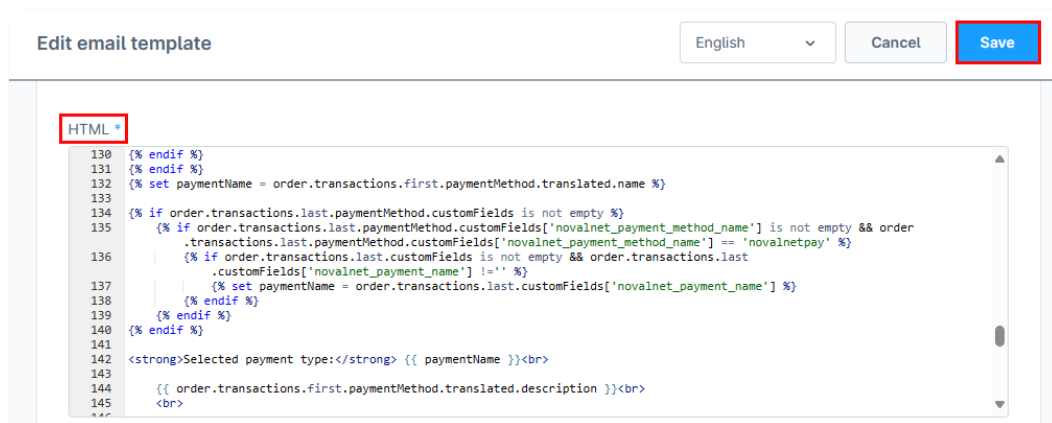 Edit email template
English
Cancel
Save
HTML *
130 {% endif %}
131 {% endif %}
132 {% set paymentName = order.transactions.first.paymentMethod.translated.name %}
133
134 {% if order.transactions.last.paymentMethod.customFields is not empty %}
135 {% if order.transactions.last.paymentMethod.customFields['novalnet_payment_method_name'] is not empty && order
.transactions.last.paymentMethod.customFields['novalnet_payment_method_name'] == 'novalnetpay' %}
136 {% if order.transactions.last.customFields is not empty && order.transactions.last
.customFields['novalnet_payment_name'] !='' %}
137 {% set paymentName = order.transactions.last.customFields['novalnet_payment_name'] %}
138 {% endif %}
139 {% endif %}
140 {% endif %}
141
142 <strong>Selected payment type:</strong> {{ paymentName }}<br>
143
144 {{ order.transactions.first.paymentMethod.translated.description }}<br>
145 <br>